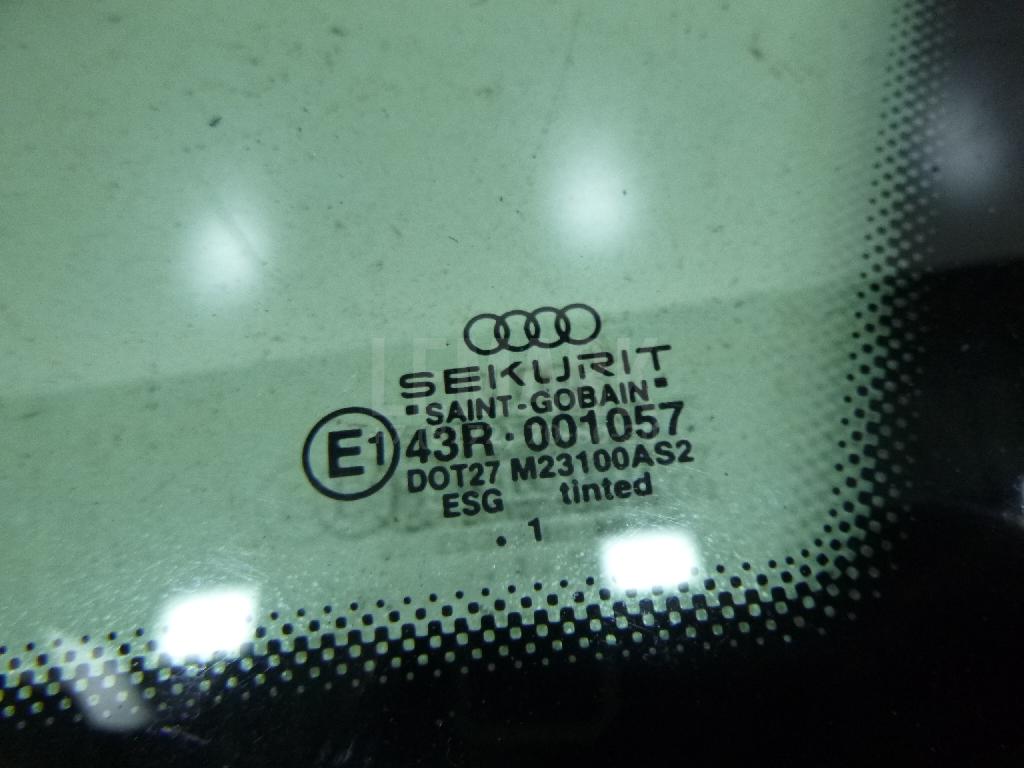 SEKURIT
SAINT-GOBAIN
E1 43R·001057
DOT27 M23100AS2
ESG tinted
. 1